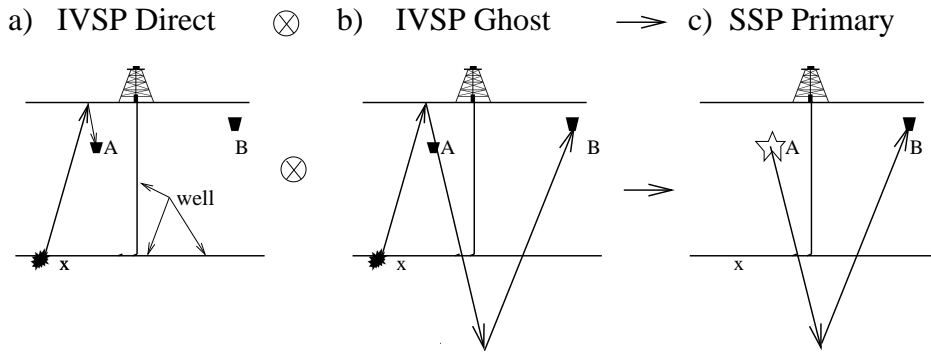 a) IVSP Direct ⊗ b) IVSP Ghost → c) SSP Primary
A
B
well
x
⊗
A
B
x
→
A
B
x